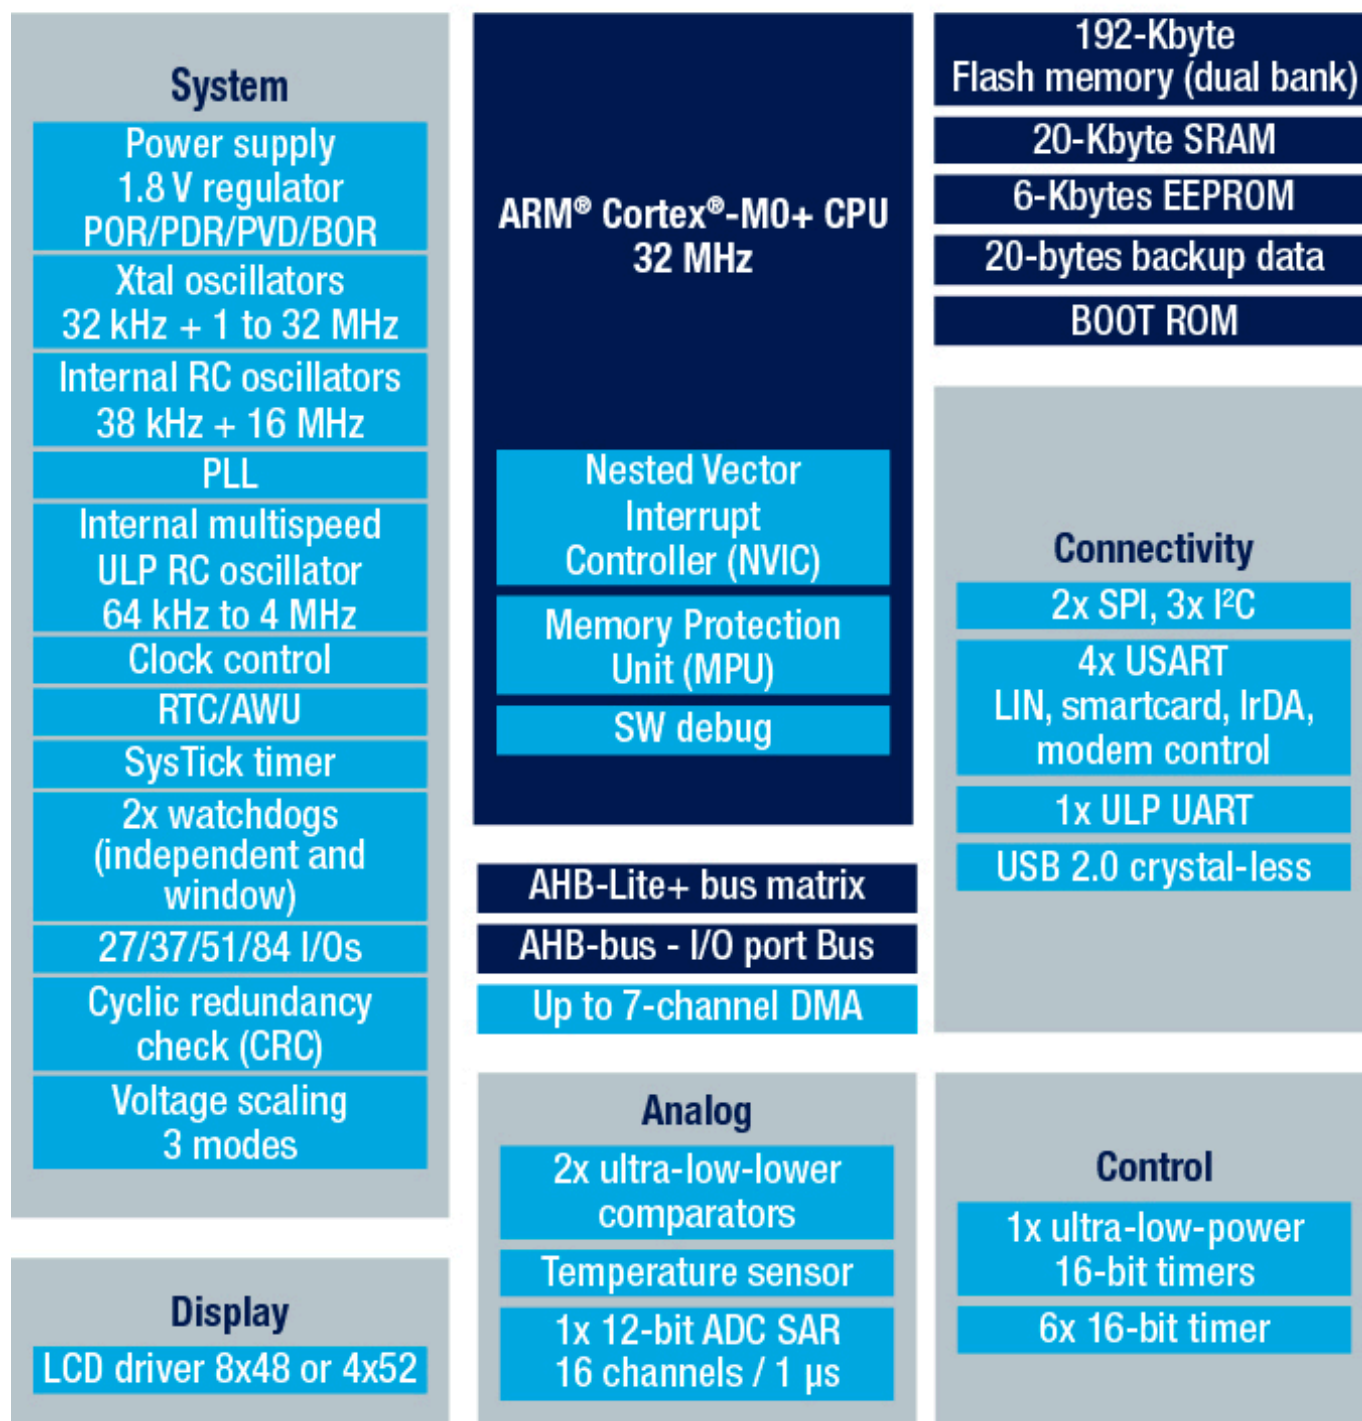 System
Power supply
1.8 V regulator
POR/PDR/PVD/BOR
Xtal oscillators
32 kHz + 1 to 32 MHz
Internal RC oscillators
38 kHz + 16 MHz
PLL
Internal multispeed
ULP RC oscillator
64 kHz to 4 MHz
Clock control
RTC/AWU
SysTick timer
2x watchdogs
(independent and
window)
27/37/51/84 I/Os
Cyclic redundancy
check (CRC)
Voltage scaling
3 modes
Display
LCD driver 8x48 or 4x52
ARM® Cortex®-M0+ CPU
32 MHz
Nested Vector
Interrupt
Controller (NVIC)
Memory Protection
Unit (MPU)
SW debug
AHB-Lite+ bus matrix
AHB-bus - I/O port Bus
Up to 7-channel DMA
Analog
2x ultra-low-lower
comparators
Temperature sensor
1x 12-bit ADC SAR
16 channels / 1 µs
192-Kbyte
Flash memory (dual bank)
20-Kbyte SRAM
6-Kbytes EEPROM
20-bytes backup data
BOOT ROM
Connectivity
2x SPI, 3x I²C
4x USART
LIN, smartcard, IrDA,
modem control
1x ULP UART
USB 2.0 crystal-less
Control
1x ultra-low-power
16-bit timers
6x 16-bit timer